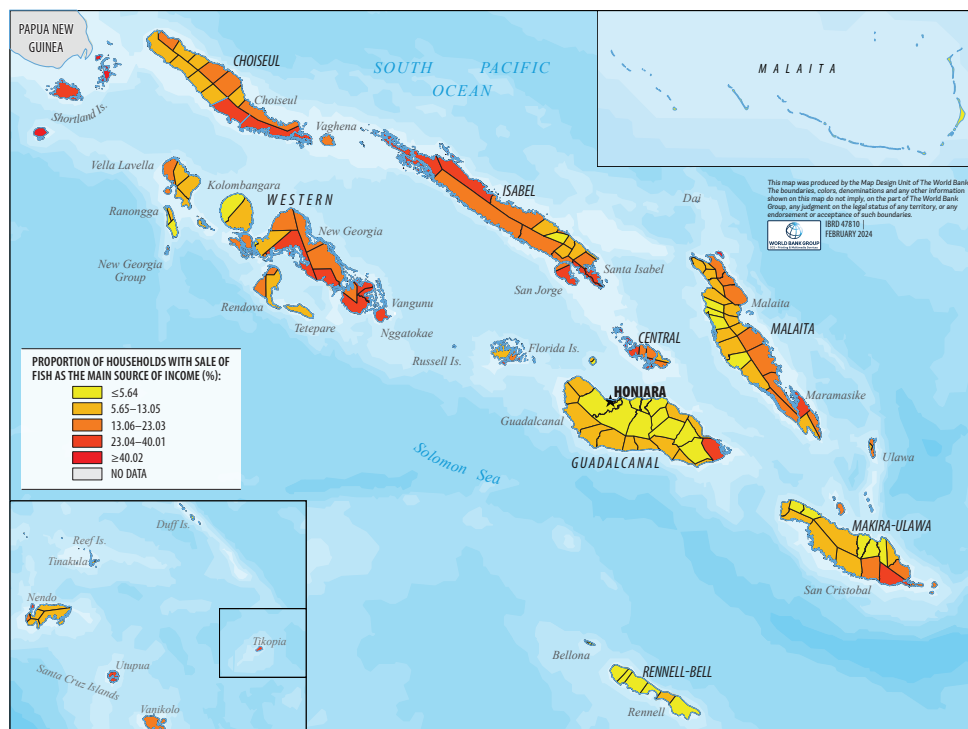 PAPUA NEW
GUINEA
CHOISEUL
SOUTH PACIFIC
OCEAN
MALAITA
Choiseul
Shortland Is.
Vaghena
This map was produced by the Map Design Unit of The World Bank.
The boundaries, colors, denominations and any other information
shown on this map do not imply, on the part of The World Bank
Group, any judgment on the legal status of any territory, or any
endorsement or acceptance of such boundaries.
WORLD BANK GROUP
IBRD 47810 |
FEBRUARY 2024
Vella Lavella
Kolombangara
WESTERN
ISABEL
Dai
Ranongga
New Georgia
New Georgia
Group
Santa Isabel
San Jorge
Rendova
Tetepare
Vangunu
Nggatokae
Malaita
MALAITA
Russell Is.
Florida Is.
CENTRAL
PROPORTION OF HOUSEHOLDS WITH SALE OF
FISH AS THE MAIN SOURCE OF INCOME (%):
≤5.64
5.65–13.05
13.06–23.03
23.04–40.01
≥40.02
NO DATA
HONIARA
Maramasike
Guadalcanal
GUADALCANAL
Solomon Sea
Ulawa
MAKIRA-ULAWA
San Cristobal
Duff Is.
Reef Is.
Tinakula
Nendo
Tikopia
Utupua
Santa Cruz Islands
Vanikolo
Bellona
RENNELL-BELL
Rennell